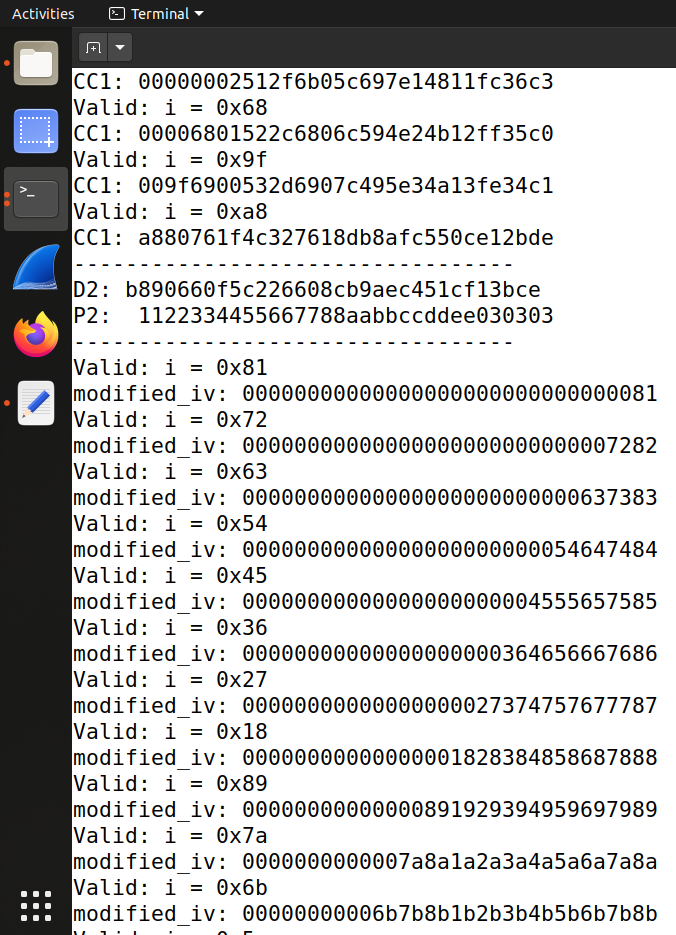 Activities Terminal
CC1: 00000002512f6b05c697e14811fc36c3
Valid: i = 0x68
CC1: 00006801522c6806c594e24b12ff35c0
Valid: i = 0x9f
CC1: 009f6900532d6907c495e34a13fe34c1
Valid: i = 0xa8
CC1: a880761f4c327618db8afc550ce12bde
----------------------------------
D2: b890660f5c226608cb9aec451cf13bce
P2:  1122334455667788aabbccddee030303
----------------------------------
Valid: i = 0x81
modified_iv: 00000000000000000000000000000081
Valid: i = 0x72
modified_iv: 00000000000000000000000000007282
Valid: i = 0x63
modified_iv: 00000000000000000000000000637383
Valid: i = 0x54
modified_iv: 00000000000000000000000054647484
Valid: i = 0x45
modified_iv: 00000000000000000000004555657585
Valid: i = 0x36
modified_iv: 00000000000000000000364656667686
Valid: i = 0x27
modified_iv: 00000000000000000027374757677787
Valid: i = 0x18
modified_iv: 00000000000000001828384858687888
Valid: i = 0x89
modified_iv: 00000000000000891929394959697989
Valid: i = 0x7a
modified_iv: 0000000000007a8a1a2a3a4a5a6a7a8a
Valid: i = 0x6b
modified_iv: 00000000006b7b8b1b2b3b4b5b6b7b8b